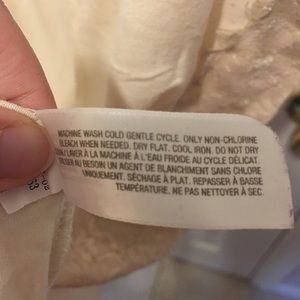 MACHINE WASH COLD GENTLE CYCLE. ONLY NON-CHLORINE
BLEACH WHEN NEEDED. DRY FLAT. COOL IRON. DO NOT DRY
LAVER À LA MACHINE À L'EAU FROIDE AU CYCLE DÉLICAT.
AU BESOIN UN AGENT DE BLANCHIMENT SANS CHLORE
UNIQUEMENT. SÉCHAGE À PLAT. REPASSER À BASSE
TEMPÉRATURE. NE PAS NETTOYER À SEC.